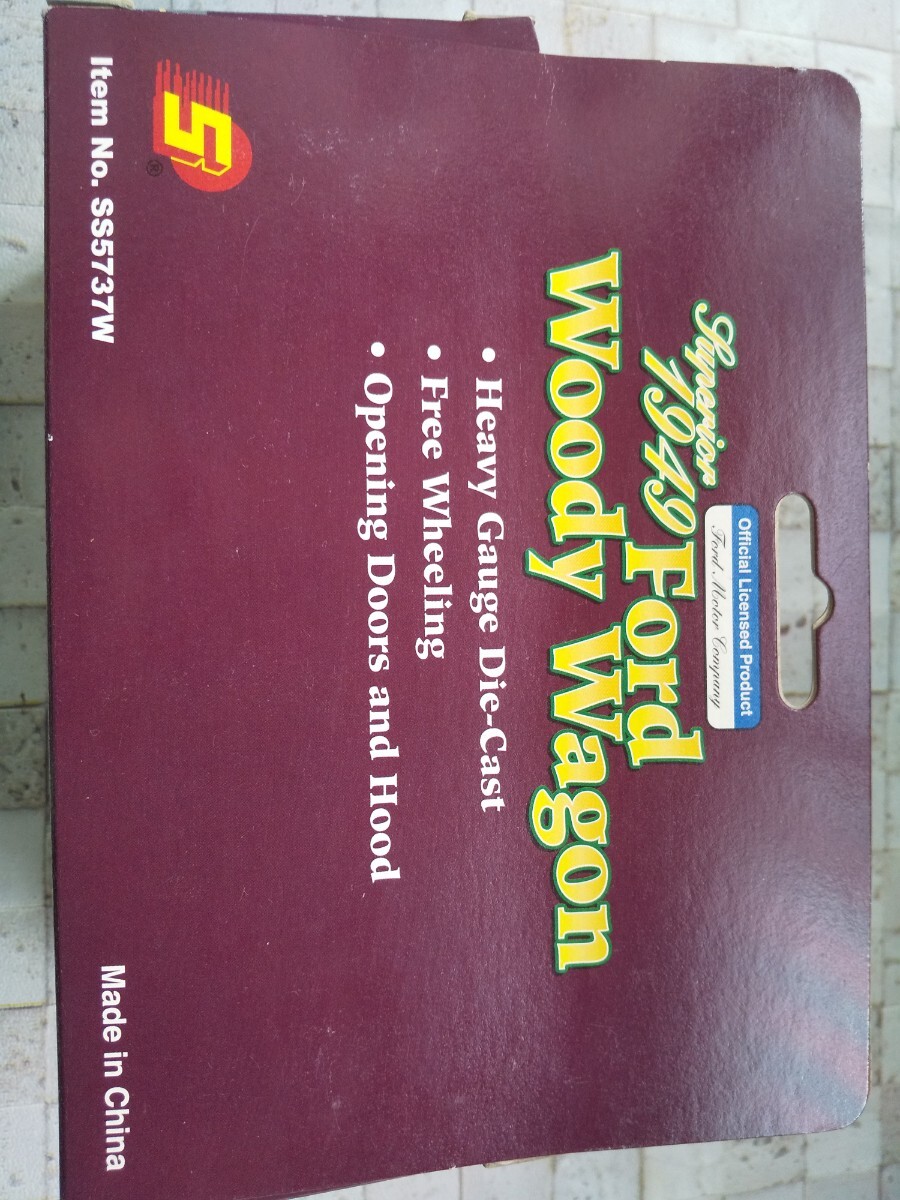 Official Licensed Product
Ford Motor Company
Superior
1949 Ford
Woody Wagon
• Heavy Gauge Die-Cast
• Free Wheeling
• Opening Doors and Hood
S®
Item No. SS5737W
Made in China